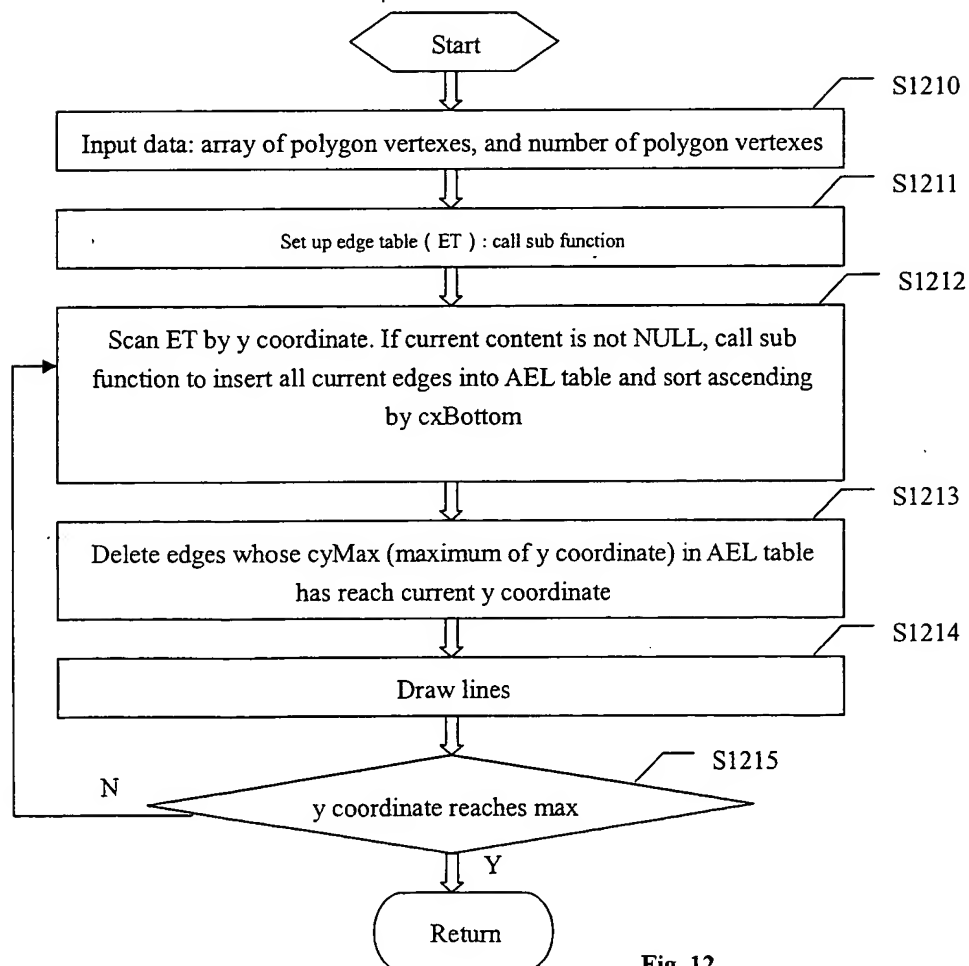 Start
S1210
Input data: array of polygon vertexes, and number of polygon vertexes
S1211
Set up edge table ( ET ) : call sub function
S1212
Scan ET by y coordinate. If current content is not NULL, call sub
function to insert all current edges into AEL table and sort ascending
by cxBottom
S1213
Delete edges whose cyMax (maximum of y coordinate) in AEL table
has reach current y coordinate
S1214
Draw lines
S1215
N
y coordinate reaches max
Y
Return
Fig. 12